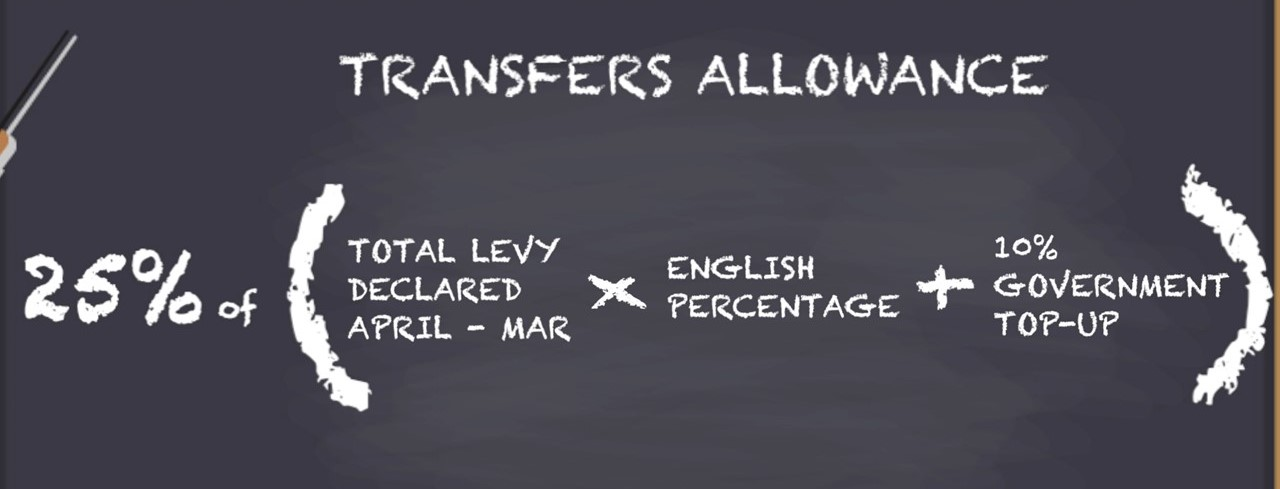 TRANSFERS ALLOWANCE
25% of
(
TOTAL LEVY
DECLARED
APRIL - MAR
×
ENGLISH
PERCENTAGE
+
10%
GOVERNMENT
TOP-UP
)